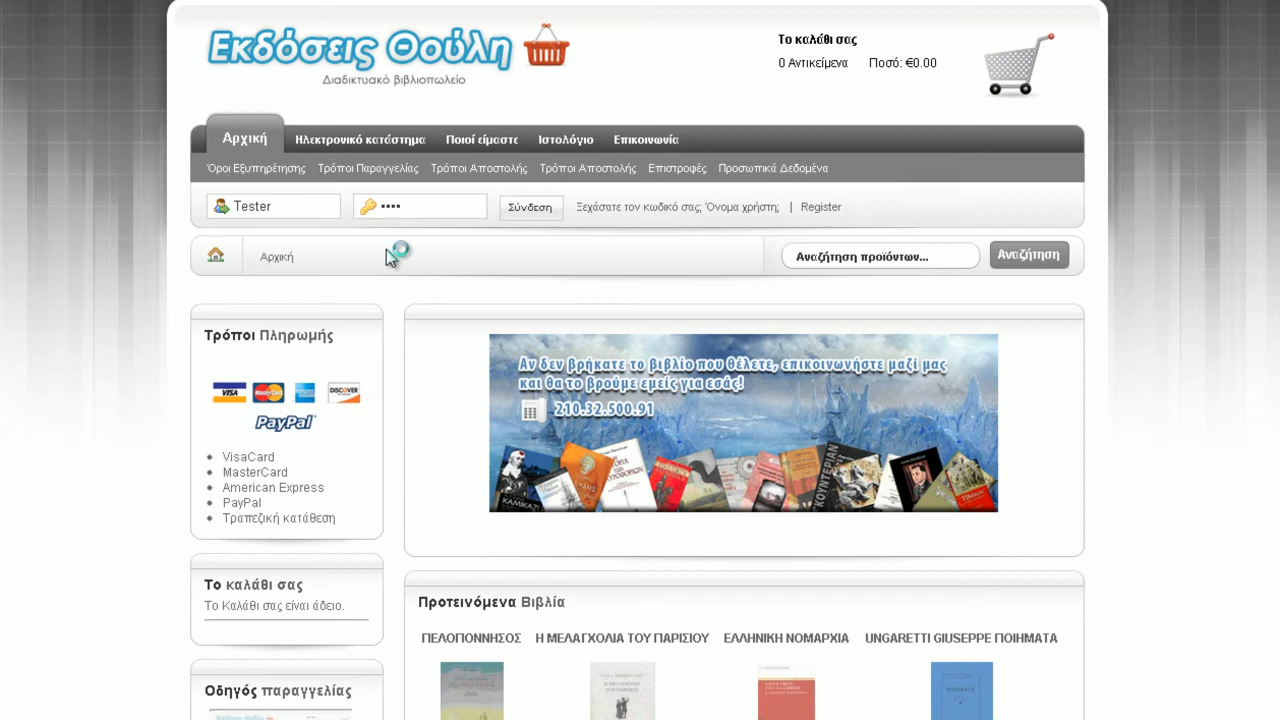 Εκδόσεις Θούλη
Διαδικτυακό βιβλιοπωλείο
Το καλάθι σας
0 Αντικείμενα Ποσό: €0.00
Αρχική Ηλεκτρονικό κατάστημα Ποιοί είμαστε Ιστολόγιο Επικοινωνία
Όροι Εξυπηρέτησης Τρόποι Παραγγελίας Τρόποι Αποστολής Τρόποι Αποστολής Επιστροφές Προσωπικά Δεδομένα
Tester •••• Σύνδεση Ξεχάσατε τον κωδικό σας; Όνομα χρήστη; | Register
Αρχική Αναζήτηση προϊόντων... Αναζήτηση
Τρόποι Πληρωμής
VISA MasterCard DISCOVER
PayPal
VisaCard
MasterCard
American Express
PayPal
Τραπεζική κατάθεση
Αν δεν βρήκατε το βιβλίο που θέλετε, επικοινωνήστε μαζί μας
και θα το βρούμε εμείς για εσάς!
210.32.500.91
ΚΑΜΙΚΑΖΙ
ΚΟΥΝΤΕΡΙΑΝ
Το καλάθι σας
Το Καλάθι σας είναι άδειο.
Οδηγός παραγγελίας
Προτεινόμενα Βιβλία
ΠΕΛΟΠΟΝΝΗΣΟΣ Η ΜΕΛΑΓΧΟΛΙΑ ΤΟΥ ΠΑΡΙΣΙΟΥ ΕΛΛΗΝΙΚΗ ΝΟΜΑΡΧΙΑ UNGARETTI GIUSEPPE ΠΟΙΗΜΑΤΑ